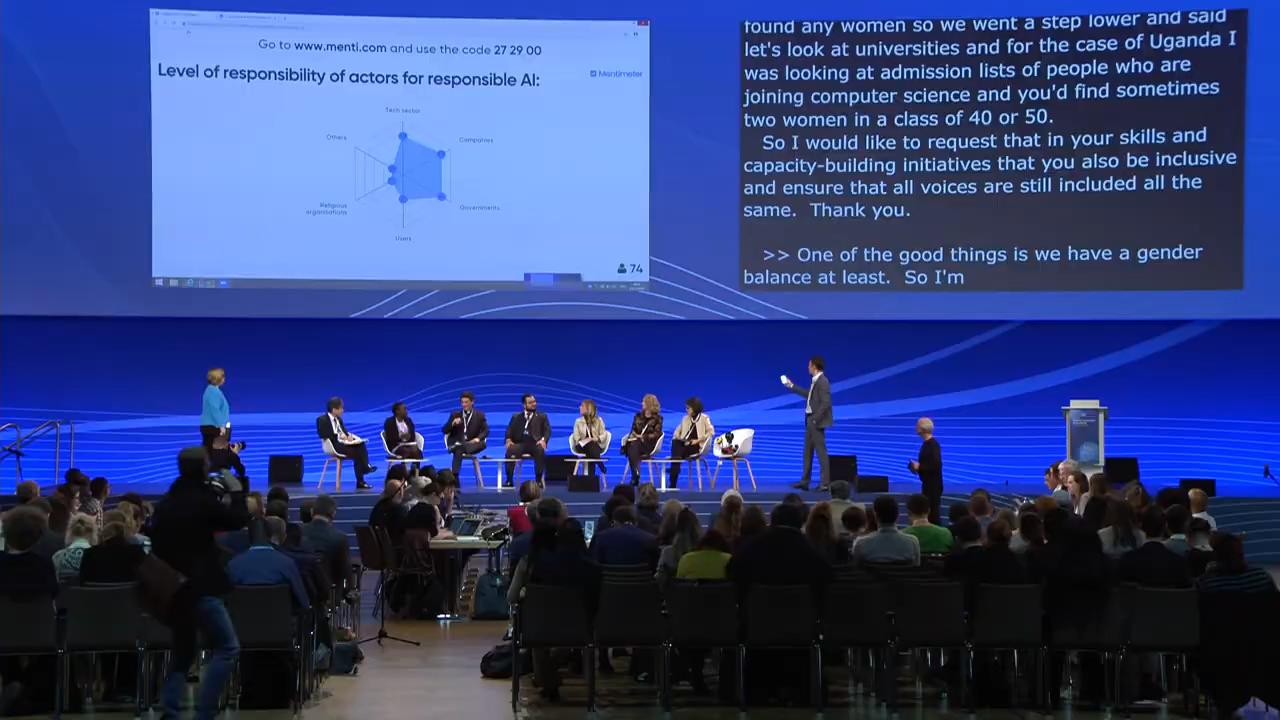 Go to www.menti.com and use the code 27 29 00
Level of responsibility of actors for responsible AI:
Mentimeter
Tech sector
Others
Companies
Religious
organisations
Governments
Users
74
found any women so we went a step lower and said
let's look at universities and for the case of Uganda I
was looking at admission lists of people who are
joining computer science and you'd find sometimes
two women in a class of 40 or 50.
So I would like to request that in your skills and
capacity-building initiatives that you also be inclusive
and ensure that all voices are still included all the
same. Thank you.
>> One of the good things is we have a gender
balance at least. So I'm